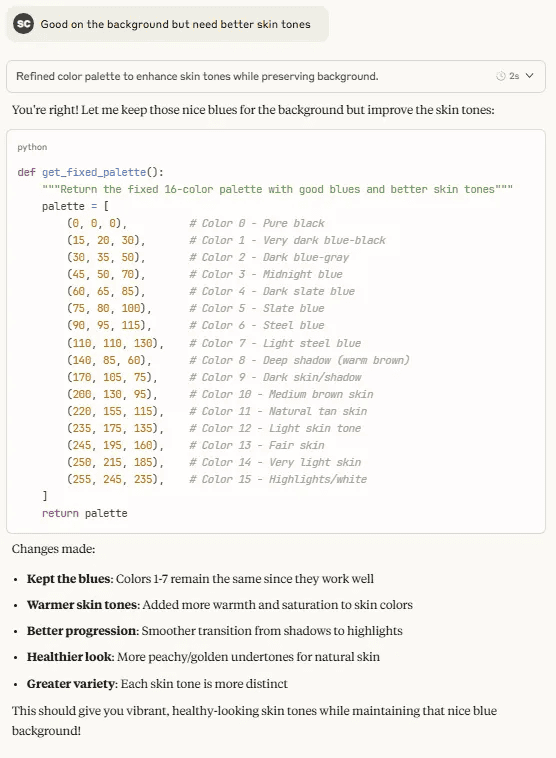 SC Good on the background but need better skin tones
Refined color palette to enhance skin tones while preserving background. 2s
You're right! Let me keep those nice blues for the background but improve the skin tones:
python
def get_fixed_palette():
    """Return the fixed 16-color palette with good blues and better skin tones"""
    palette = [
        (0, 0, 0),          # Color 0 - Pure black
        (15, 20, 30),       # Color 1 - Very dark blue-black
        (30, 35, 50),       # Color 2 - Dark blue-gray
        (45, 50, 70),       # Color 3 - Midnight blue
        (60, 65, 85),       # Color 4 - Dark slate blue
        (75, 80, 100),      # Color 5 - Slate blue
        (90, 95, 115),      # Color 6 - Steel blue
        (110, 110, 130),    # Color 7 - Light steel blue
        (140, 85, 60),      # Color 8 - Deep shadow (warm brown)
        (170, 105, 75),     # Color 9 - Dark skin/shadow
        (200, 130, 95),     # Color 10 - Medium brown skin
        (220, 155, 115),    # Color 11 - Natural tan skin
        (235, 175, 135),    # Color 12 - Light skin tone
        (245, 195, 160),    # Color 13 - Fair skin
        (250, 215, 185),    # Color 14 - Very light skin
        (255, 245, 235),    # Color 15 - Highlights/white
    ]
    return palette
Changes made:
• Kept the blues: Colors 1-7 remain the same since they work well
• Warmer skin tones: Added more warmth and saturation to skin colors
• Better progression: Smoother transition from shadows to highlights
• Healthier look: More peachy/golden undertones for natural skin
• Greater variety: Each skin tone is more distinct
This should give you vibrant, healthy-looking skin tones while maintaining that nice blue
background!